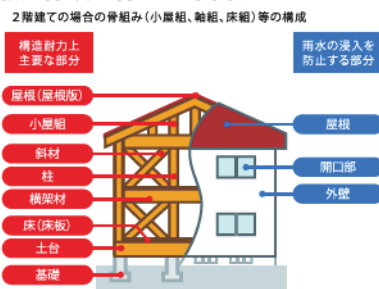 2階建ての場合の骨組み(小屋組、軸組、床組)等の構成
構造耐力上
主要な部分
雨水の浸入を
防止する部分
屋根(屋根版)
小屋組
斜材
柱
横架材
床(床板)
土台
基礎
屋根
開口部
外壁